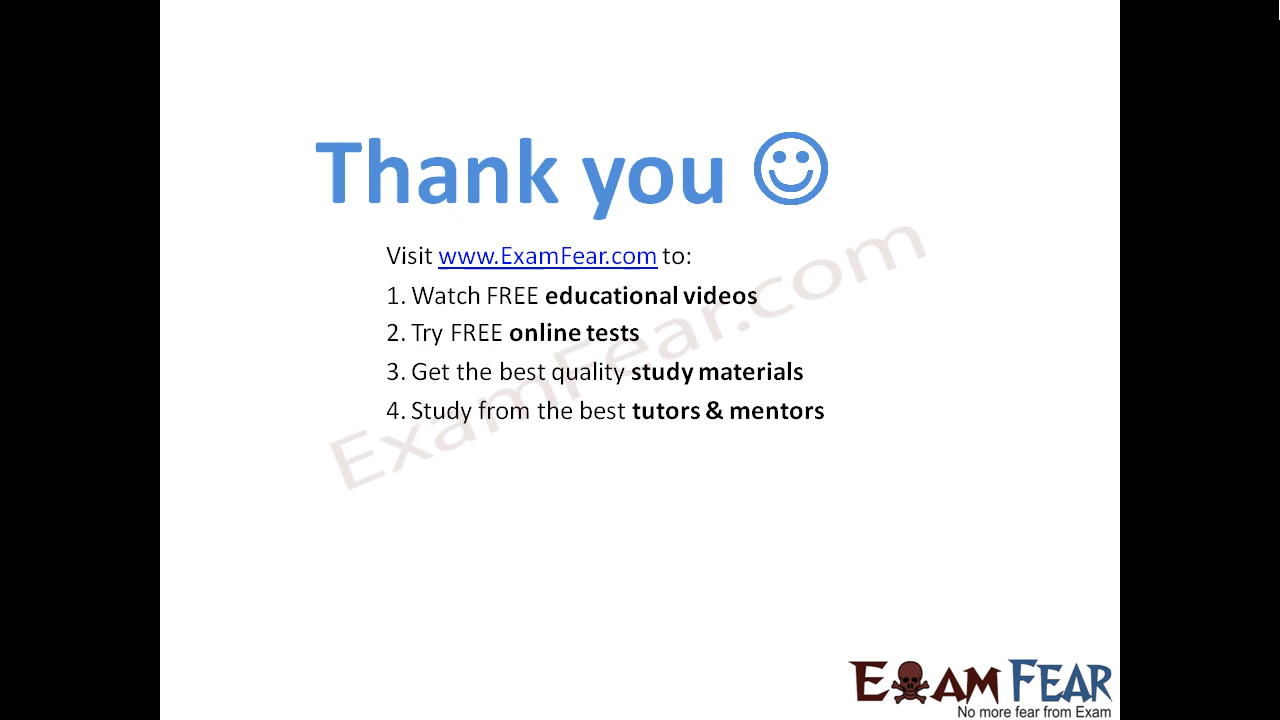 Thank you ☺
Visit www.ExamFear.com to:
1. Watch FREE educational videos
2. Try FREE online tests
3. Get the best quality study materials
4. Study from the best tutors & mentors
ExamFear.com
EXAM FEAR
No more fear from Exam